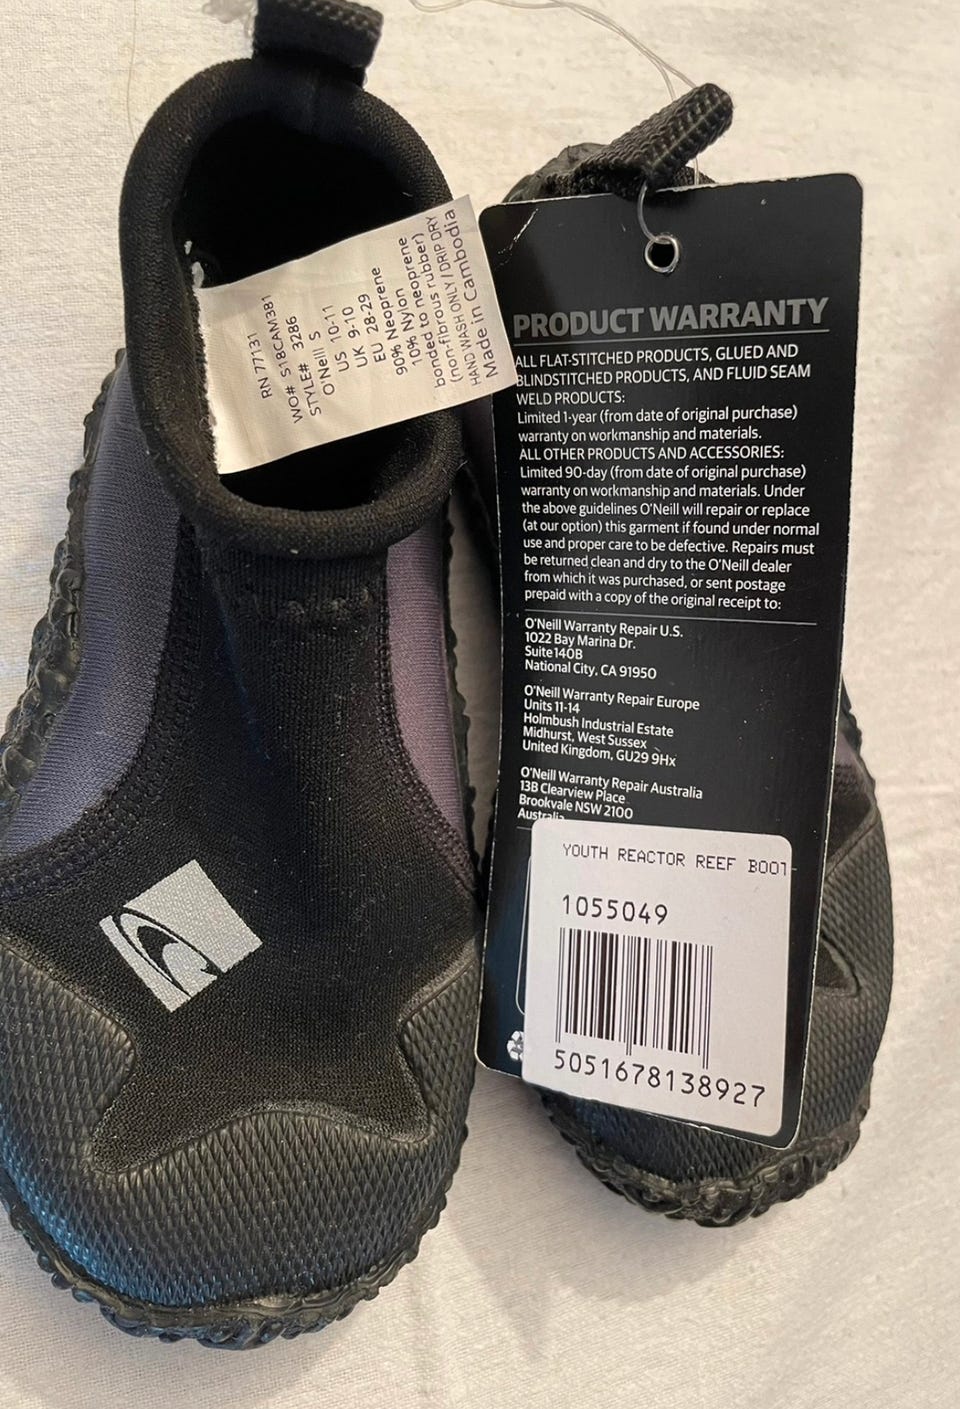 RN 77131
WO# S18CAM381
STYLE# 3286
O'Neill S
US 10-11
UK 9-10
EU 28-29
90% Neoprene
10% Nylon
bonded to neoprene
(non-fibrous rubber)
HAND WASH ONLY / DRIP DRY
Made in Cambodia
PRODUCT WARRANTY
ALL FLAT-STITCHED PRODUCTS, GLUED AND
BLINDSTITCHED PRODUCTS, AND FLUID SEAM
WELD PRODUCTS:
Limited 1-year (from date of original purchase)
warranty on workmanship and materials.
ALL OTHER PRODUCTS AND ACCESSORIES:
Limited 90-day (from date of original purchase)
warranty on workmanship and materials. Under
the above guidelines O'Neill will repair or replace
(at our option) this garment if found under normal
use and proper care to be defective. Repairs must
be returned clean and dry to the O'Neill dealer
from which it was purchased, or sent postage
prepaid with a copy of the original receipt to:
O'Neill Warranty Repair U.S.
1022 Bay Marina Dr.
Suite 140B
National City, CA 91950
O'Neill Warranty Repair Europe
Units 11-14
Holmbush Industrial Estate
Midhurst, West Sussex
United Kingdom, GU29 9Hx
O'Neill Warranty Repair Australia
13B Clearview Place
Brookvale NSW 2100
Australia
YOUTH REACTOR REEF BOOT
1055049
5051678138927